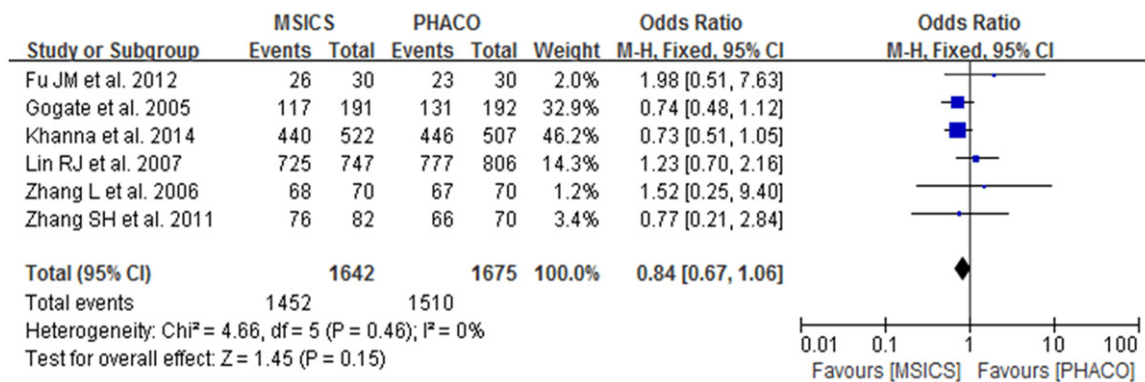 MSICS PHACO Odds Ratio Odds Ratio
Study or Subgroup Events Total Events Total Weight M-H, Fixed, 95% CI M-H, Fixed, 95% CI
Fu JM et al. 2012 26 30 23 30 2.0% 1.98 [0.51, 7.63]
Gogate et al. 2005 117 191 131 192 32.9% 0.74 [0.48, 1.12]
Khanna et al. 2014 440 522 446 507 46.2% 0.73 [0.51, 1.05]
Lin RJ et al. 2007 725 747 777 806 14.3% 1.23 [0.70, 2.16]
Zhang L et al. 2006 68 70 67 70 1.2% 1.52 [0.25, 9.40]
Zhang SH et al. 2011 76 82 66 70 3.4% 0.77 [0.21, 2.84]
Total (95% CI) 1642 1675 100.0% 0.84 [0.67, 1.06]
Total events 1452 1510
Heterogeneity: Chi² = 4.66, df = 5 (P = 0.46); I² = 0%
Test for overall effect: Z = 1.45 (P = 0.15)
0.01 0.1 1 10 100
Favours [MSICS] Favours [PHACO]